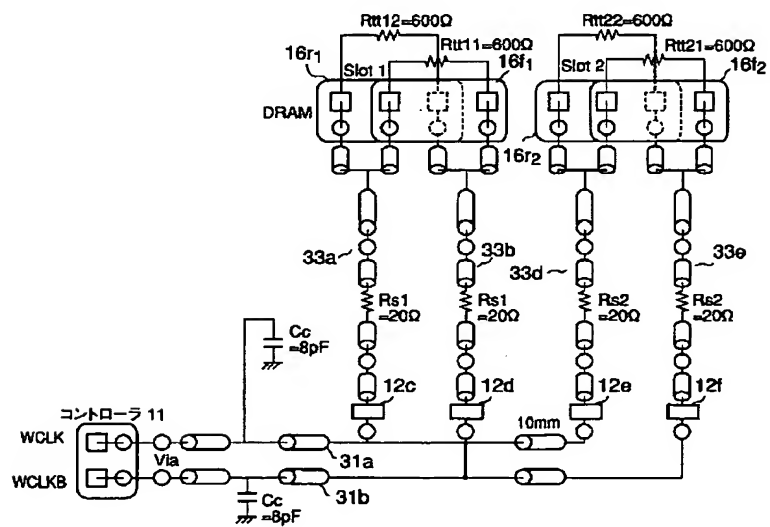 Rtt12=600Ω
Rtt11=600Ω
Rttt22=600Ω
Rtt21=600Ω
16r1
Slot 1
16f1
Slot 2
16f2
DRAM
16r2
33a
33b
33d
33e
Rs1
=20Ω
Rs1
=20Ω
Rs2
=20Ω
Rs2
=20Ω
Cc
=8pF
12c
12d
12e
12f
コントローラ 11
10mm
WCLK
Via
31a
WCLKB
31b
Cc
=8pF